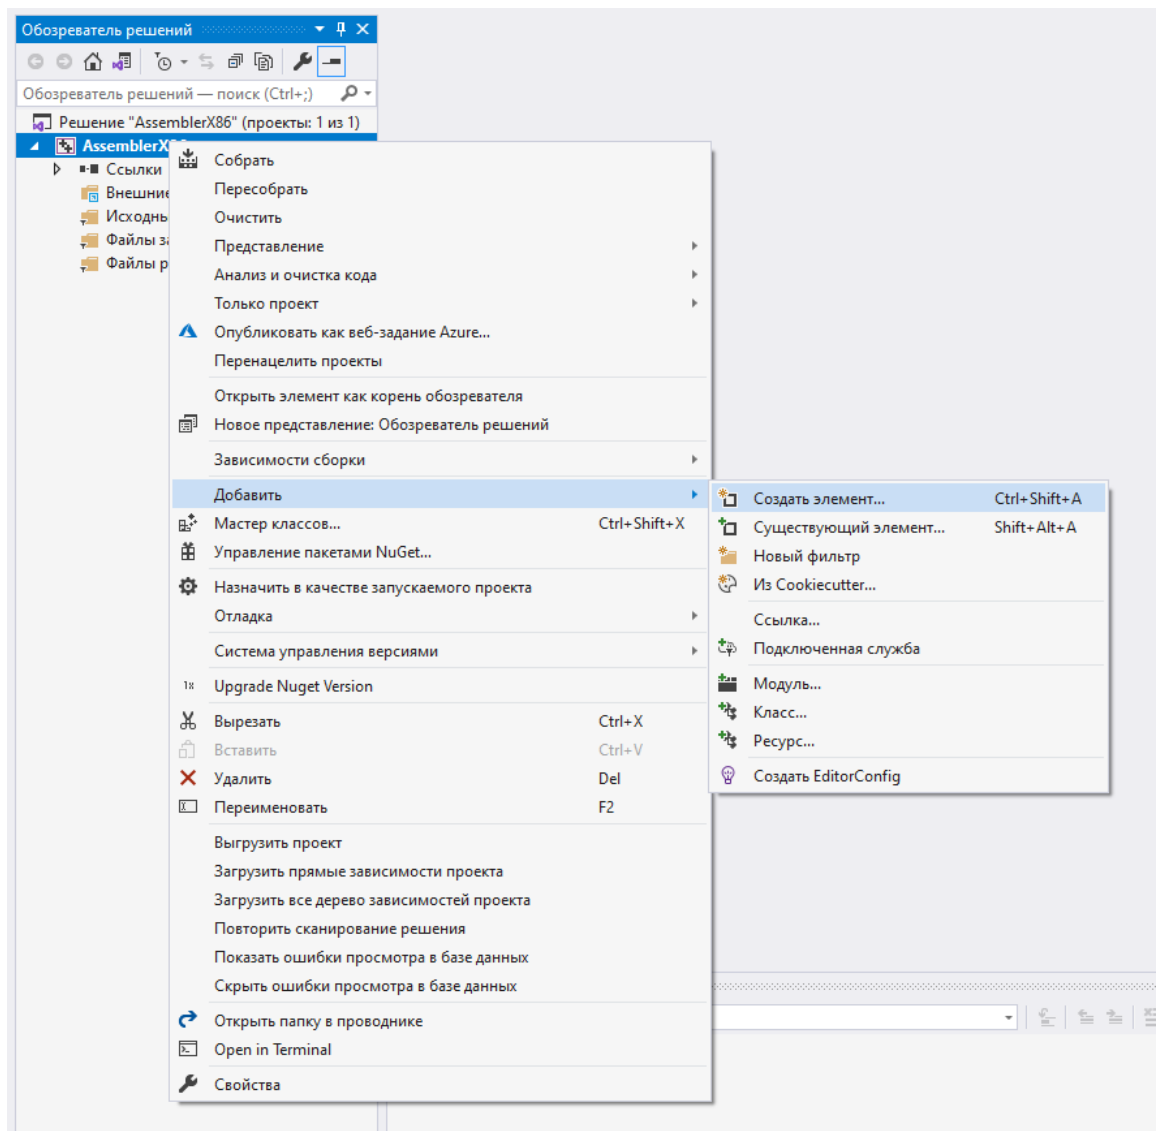 Обозреватель решений
Обозреватель решений — поиск (Ctrl+;)
Решение "AssemblerX86" (проекты: 1 из 1)
AssemblerX
Ссылки
Внешние
Исходнь
Файлы за
Файлы р
Собрать
Пересобрать
Очистить
Представление
Анализ и очистка кода
Только проект
Опубликовать как веб-задание Azure...
Перенацелить проекты
Открыть элемент как корень обозревателя
Новое представление: Обозреватель решений
Зависимости сборки
Добавить
Мастер классов... Ctrl+Shift+X
Управление пакетами NuGet...
Назначить в качестве запускаемого проекта
Отладка
Система управления версиями
Upgrade Nuget Version
Вырезать Ctrl+X
Вставить Ctrl+V
Удалить Del
Переименовать F2
Выгрузить проект
Загрузить прямые зависимости проекта
Загрузить все дерево зависимостей проекта
Повторить сканирование решения
Показать ошибки просмотра в базе данных
Скрыть ошибки просмотра в базе данных
Открыть папку в проводнике
Open in Terminal
Свойства
Создать элемент... Ctrl+Shift+A
Существующий элемент... Shift+Alt+A
Новый фильтр
Из Cookiecutter...
Ссылка...
Подключенная служба
Модуль...
Класс...
Ресурс...
Создать EditorConfig